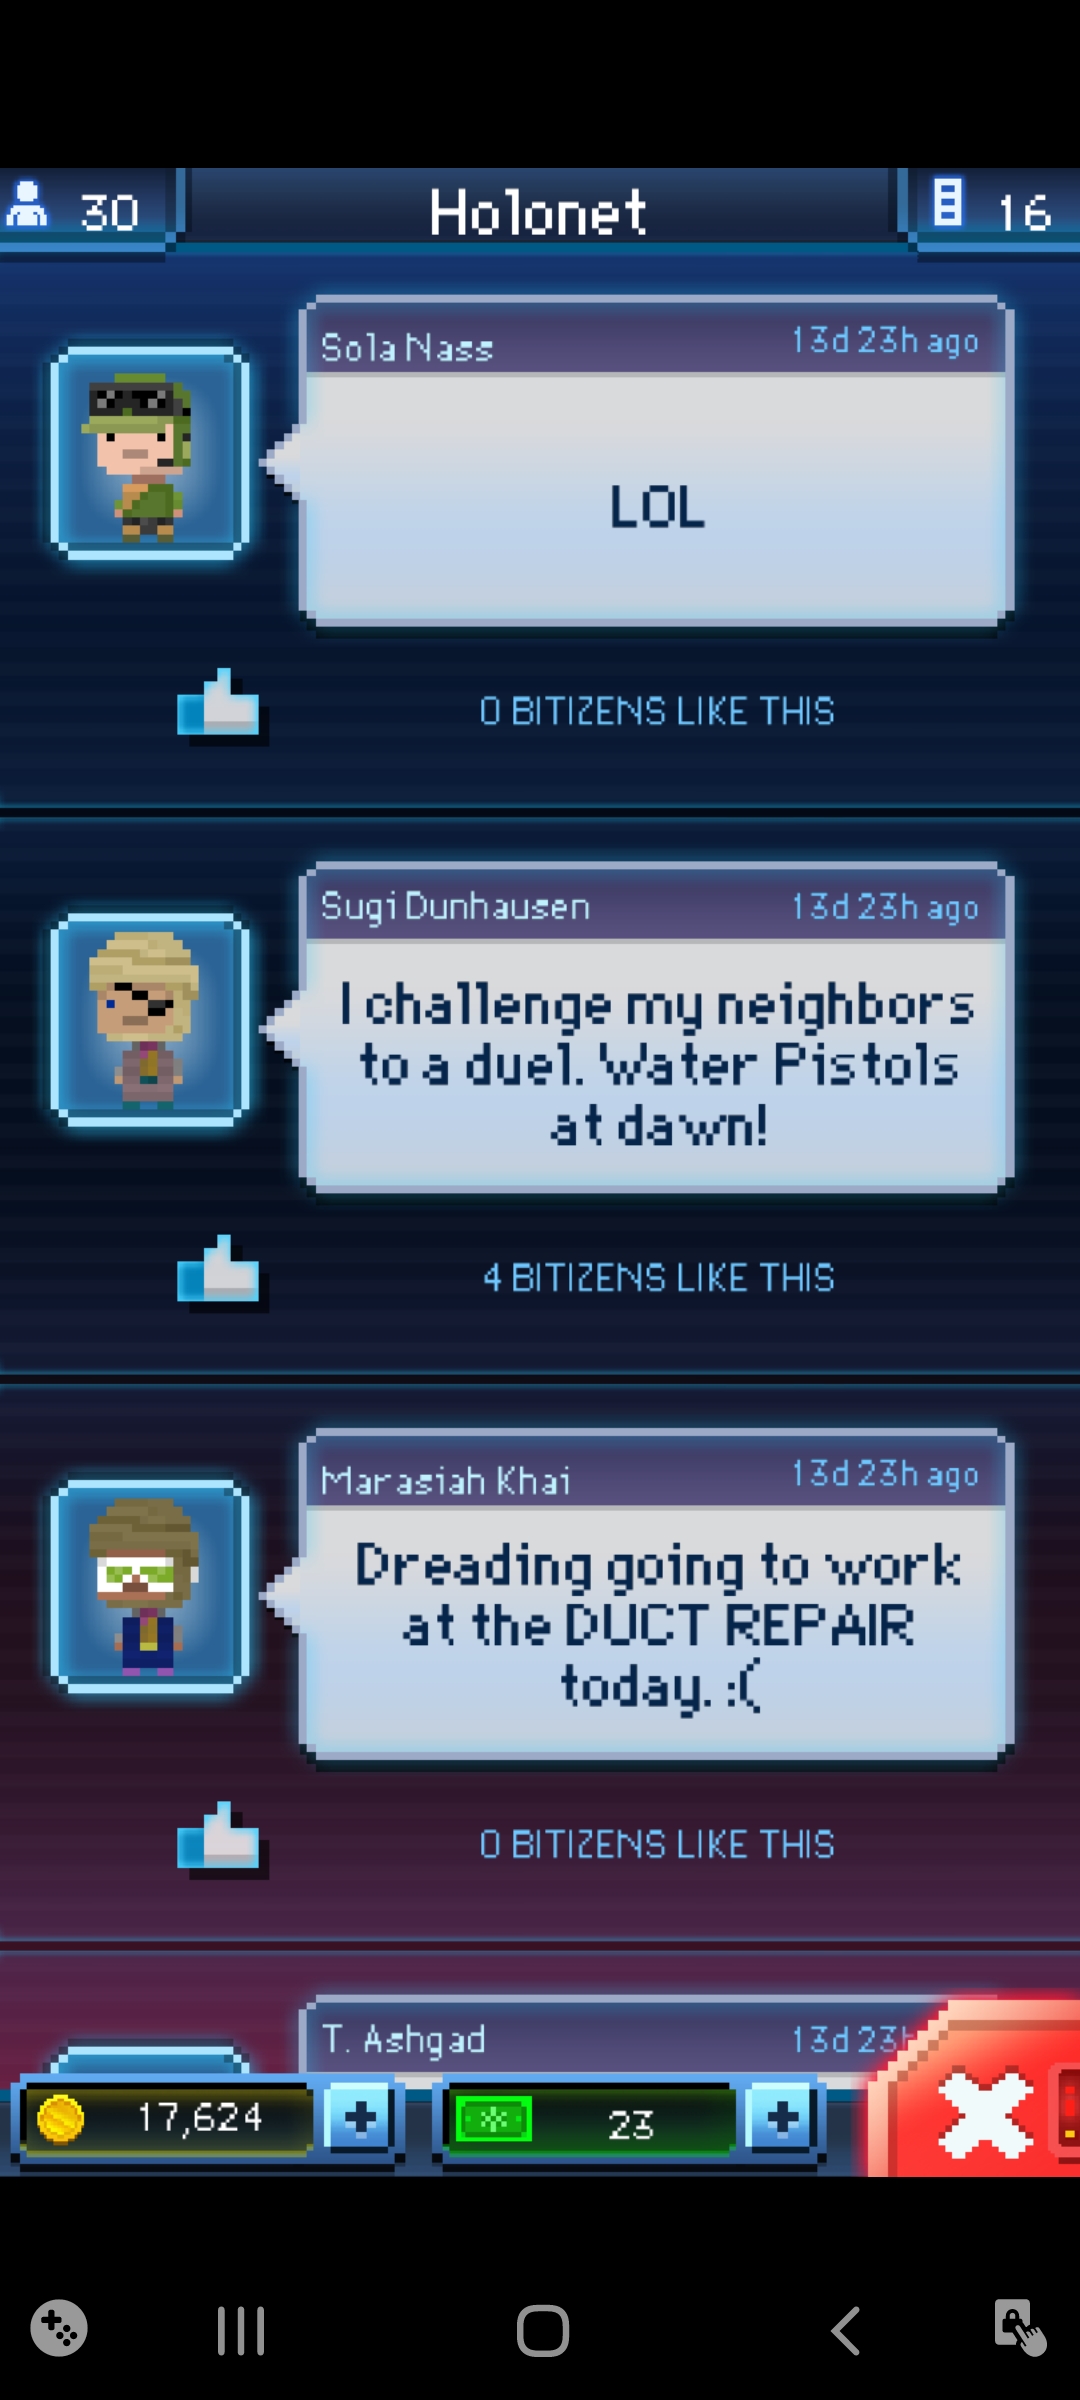 30
Holonet
16
Sola Nass
13d 23h ago
LOL
0 BITIZENS LIKE THIS
Sugi Dunhausen
13d 23h ago
I challenge my neighbors
to a duel. Water Pistols
at dawn!
4 BITIZENS LIKE THIS
Marasiah Khai
13d 23h ago
Dreading going to work
at the DUCT REPAIR
today. :(
0 BITIZENS LIKE THIS
T. Ashgad
13d 23h
17,624
23